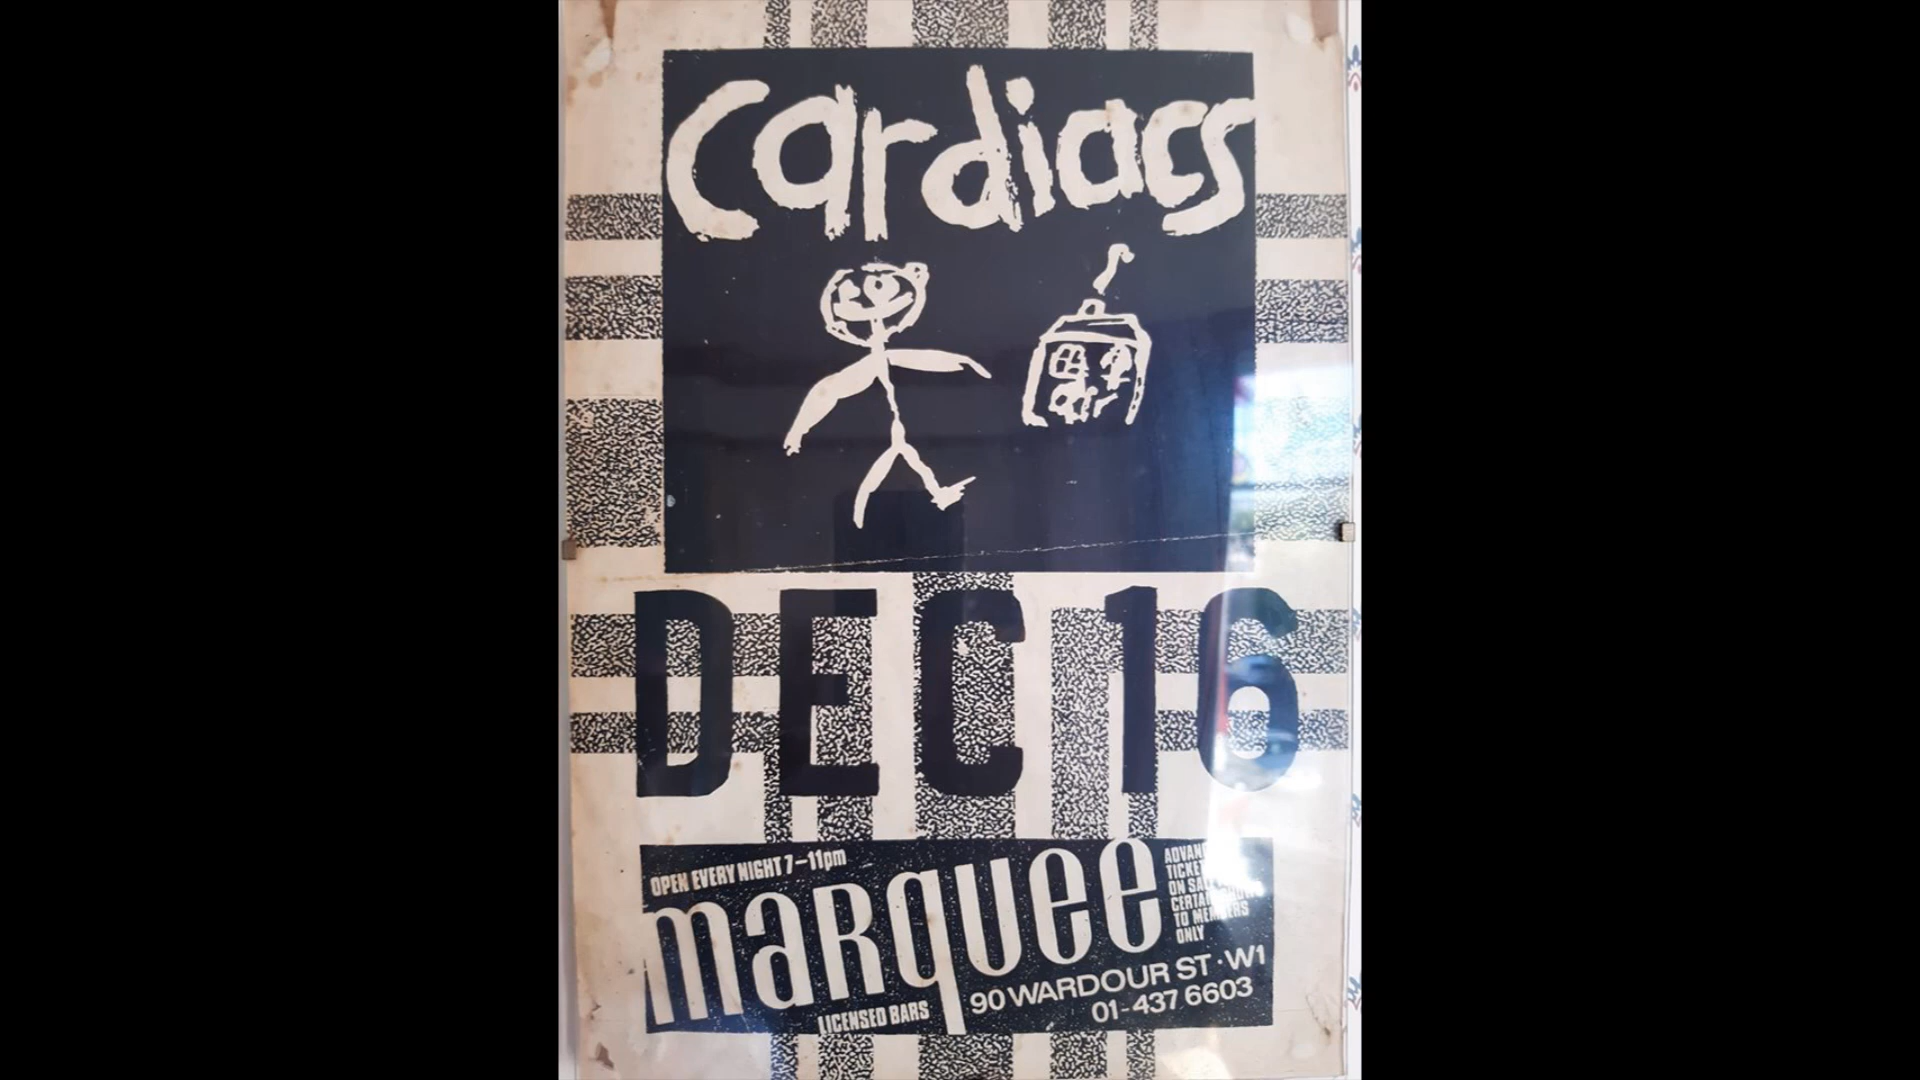 cardiacs
DEC 16
OPEN EVERY NIGHT 7-11pm
marquee
ON
TO MEMBERS
ONLY
LICENSED BARS
90 WARDOUR ST·W1
01-437 6603